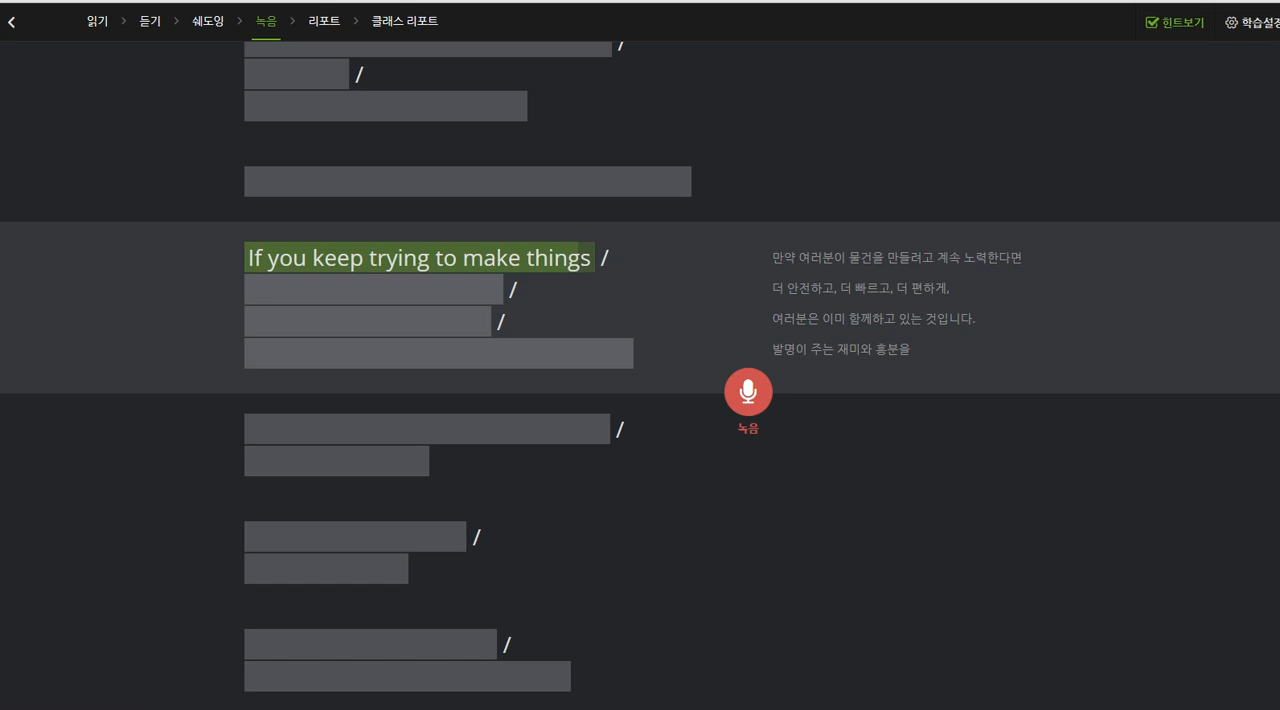 읽기 > 듣기 > 쉐도잉 > 녹음 > 리포트 > 클래스 리포트
힌트보기 학습설정
/
/
If you keep trying to make things /
/
/
만약 여러분이 물건을 만들려고 계속 노력한다면
더 안전하고, 더 빠르고, 더 편하게,
여러분은 이미 함께하고 있는 것입니다.
발명이 주는 재미와 흥분을
녹음
/
/
/